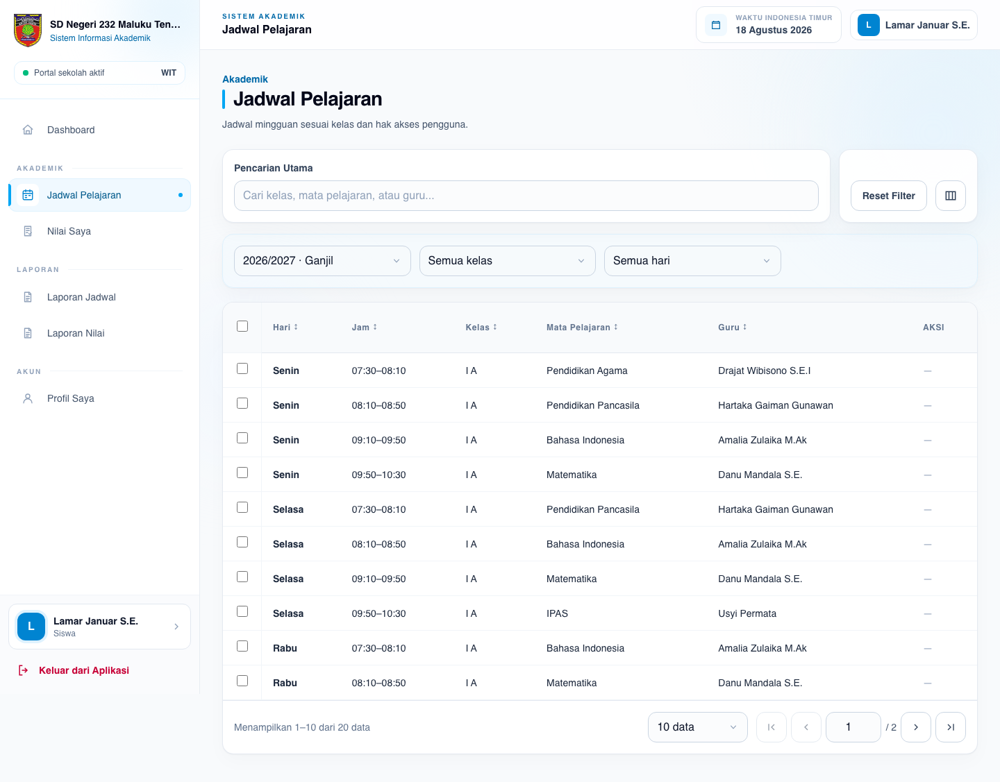 SD Negeri 232 Maluku Ten...
Sistem Informasi Akademik
Portal sekolah aktif WIT
Dashboard
AKADEMIK
Jadwal Pelajaran
Nilai Saya
LAPORAN
Laporan Jadwal
Laporan Nilai
AKUN
Profil Saya
L
Lamar Januar S.E.
Siswa
Keluar dari Aplikasi
SISTEM AKADEMIK
Jadwal Pelajaran
WAKTU INDONESIA TIMUR
18 Agustus 2026
L Lamar Januar S.E.
Akademik
Jadwal Pelajaran
Jadwal mingguan sesuai kelas dan hak akses pengguna.
Pencarian Utama
Cari kelas, mata pelajaran, atau guru...
Reset Filter
2026/2027 · Ganjil Semua kelas Semua hari
Hari ↕ Jam ↕ Kelas ↕ Mata Pelajaran ↕ Guru ↕ AKSI
Senin 07:30–08:10 I A Pendidikan Agama Drajat Wibisono S.E.I —
Senin 08:10–08:50 I A Pendidikan Pancasila Hartaka Gaiman Gunawan —
Senin 09:10–09:50 I A Bahasa Indonesia Amalia Zulaika M.Ak —
Senin 09:50–10:30 I A Matematika Danu Mandala S.E. —
Selasa 07:30–08:10 I A Pendidikan Pancasila Hartaka Gaiman Gunawan —
Selasa 08:10–08:50 I A Bahasa Indonesia Amalia Zulaika M.Ak —
Selasa 09:10–09:50 I A Matematika Danu Mandala S.E. —
Selasa 09:50–10:30 I A IPAS Usyi Permata —
Rabu 07:30–08:10 I A Bahasa Indonesia Amalia Zulaika M.Ak —
Rabu 08:10–08:50 I A Matematika Danu Mandala S.E. —
Menampilkan 1–10 dari 20 data 10 data 1 / 2